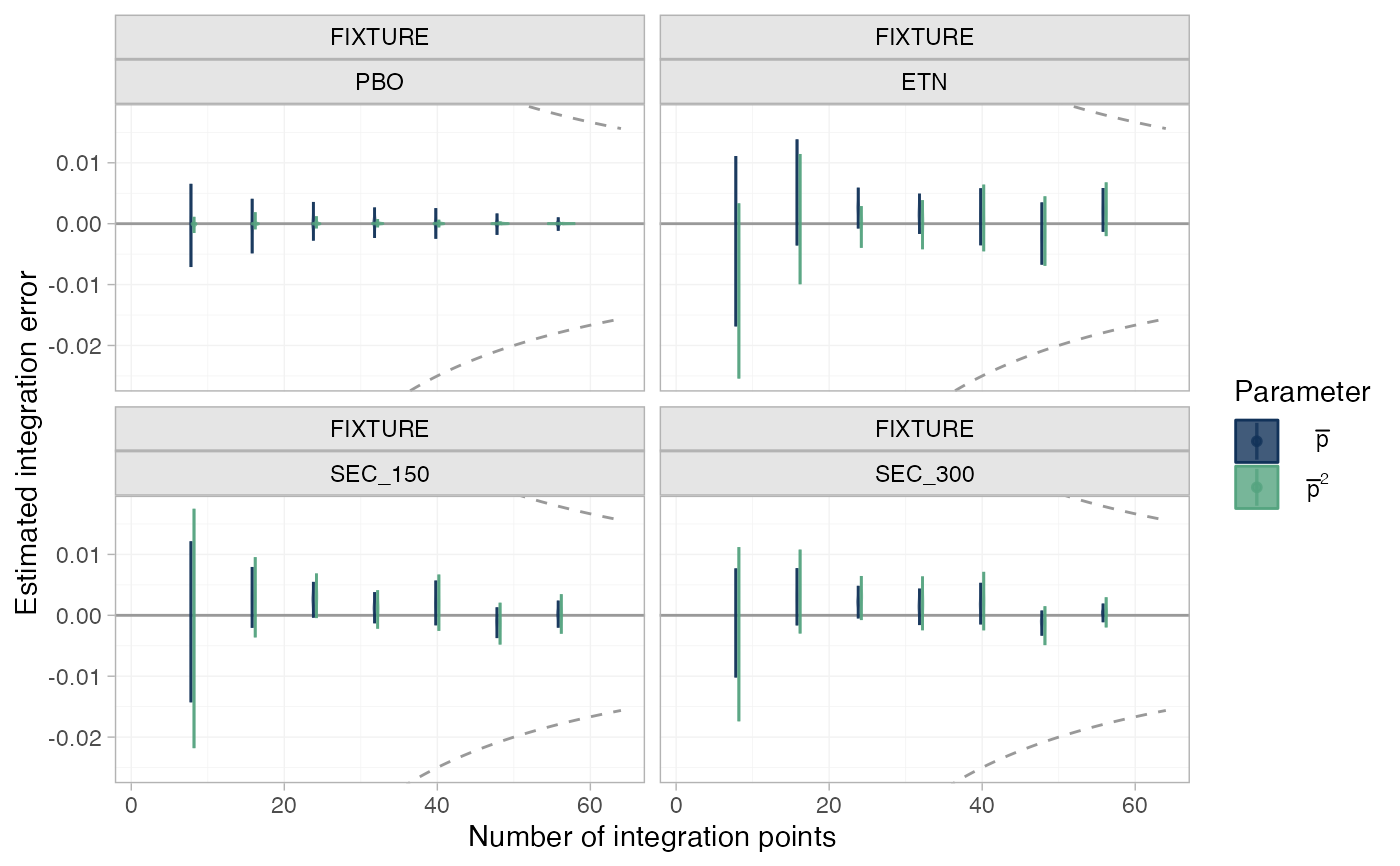 FIXTURE
PBO
FIXTURE
ETN
0.01
0.00
-0.01
-0.02
FIXTURE
SEC_150
FIXTURE
SEC_300
0.01
0.00
-0.01
-0.02
0 20 40 60
0 20 40 60
Number of integration points
Estimated integration error
Parameter
p̅
p̅²